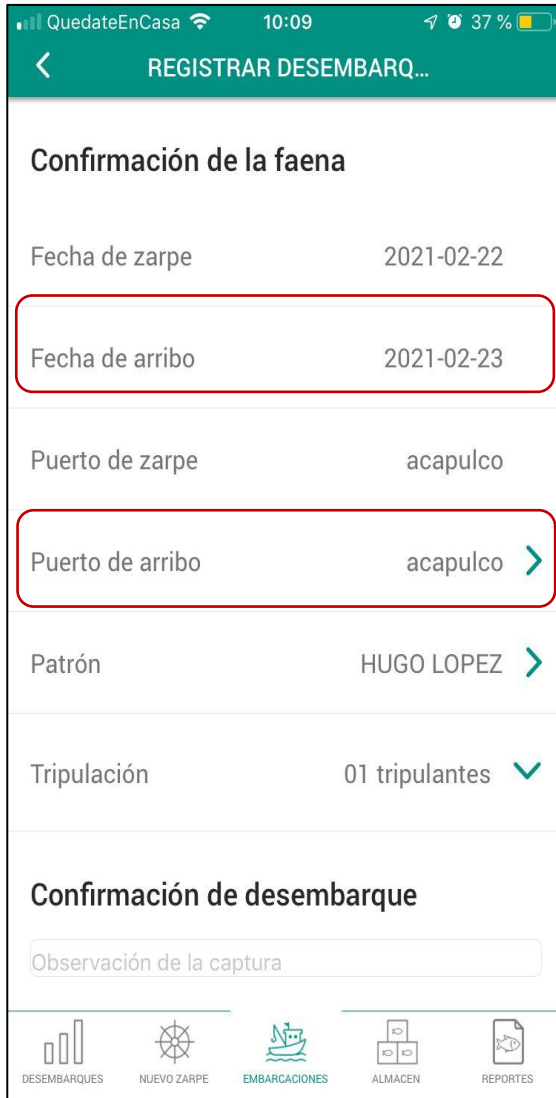 QuedateEnCasa 10:09 37 %
REGISTRAR DESEMBARQ...
Confirmación de la faena
Fecha de zarpe 2021-02-22
Fecha de arribo 2021-02-23
Puerto de zarpe acapulco
Puerto de arribo acapulco
Patrón HUGO LOPEZ
Tripulación 01 tripulantes
Confirmación de desembarque
Observación de la captura
DESEMBARQUES NUEVO ZARPE EMBARCACIONES ALMACEN REPORTES